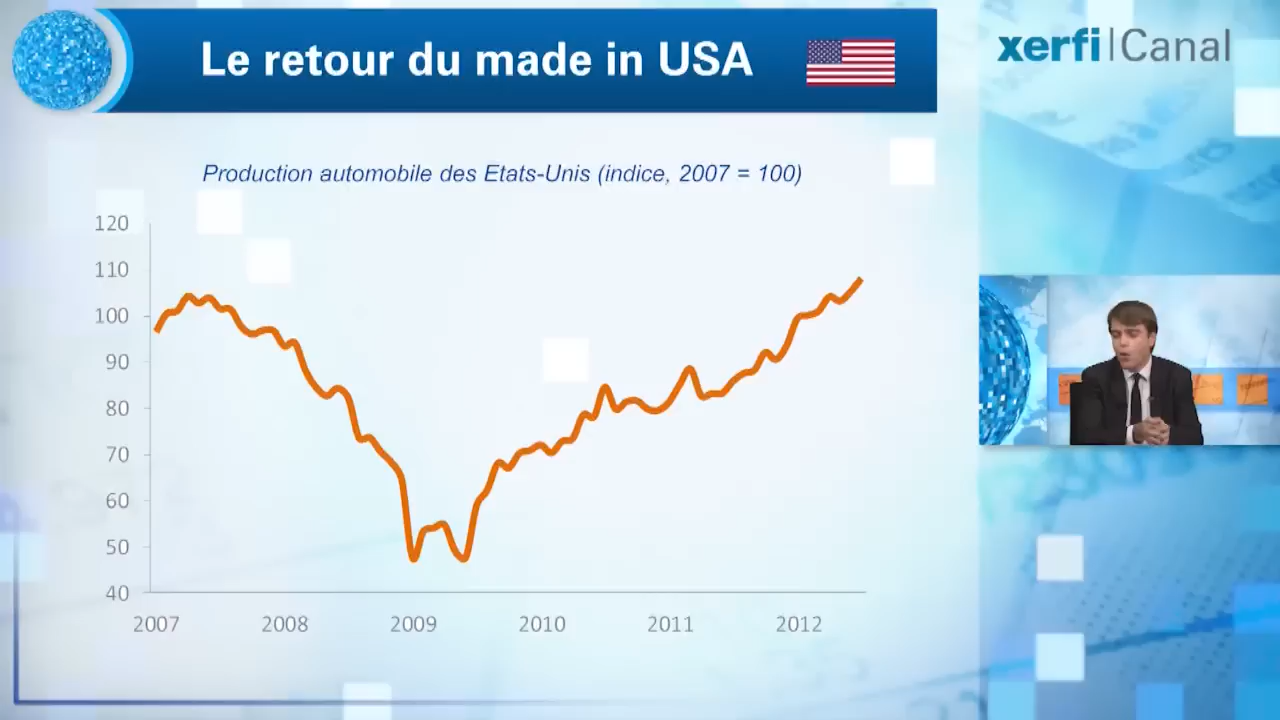 Le retour du made in USA
xerfi|Canal
Production automobile des Etats-Unis (indice, 2007 = 100)
120
110
100
90
80
70
60
50
40
2007 2008 2009 2010 2011 2012